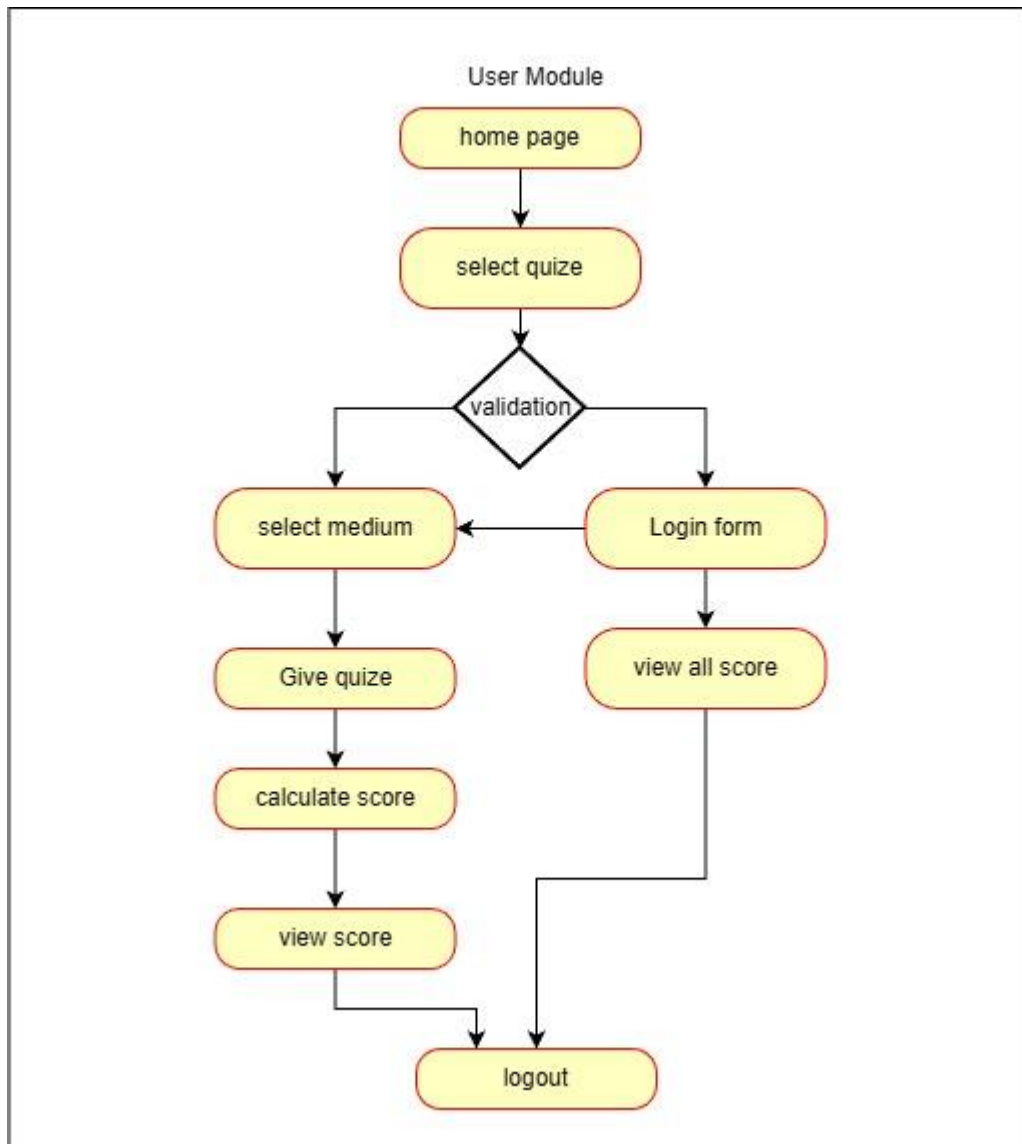 User Module
home page
select quize
validation
select medium
Login form
Give quize
view all score
calculate score
view score
logout